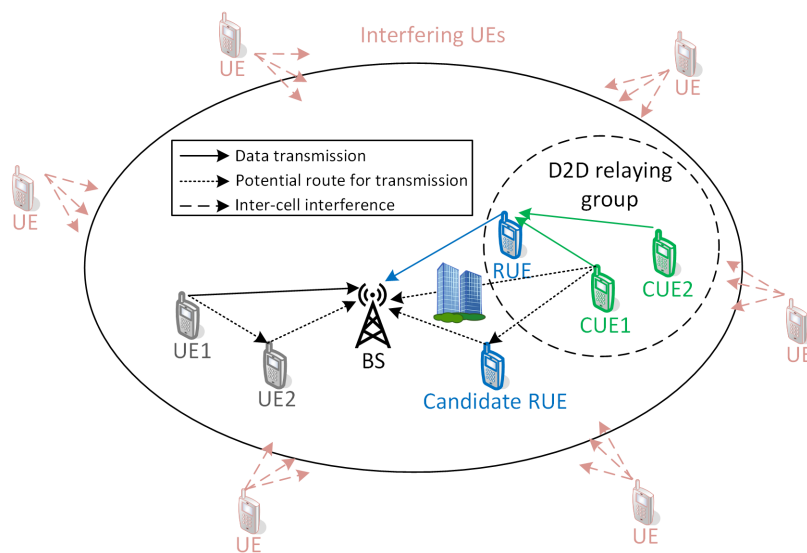 Interfering UEs
UE
UE
UE
Data transmission
Potential route for transmission
Inter-cell interference
D2D relaying
group
RUE
CUE2
CUE1
UE1
BS
UE2
Candidate RUE
UE
UE
UE